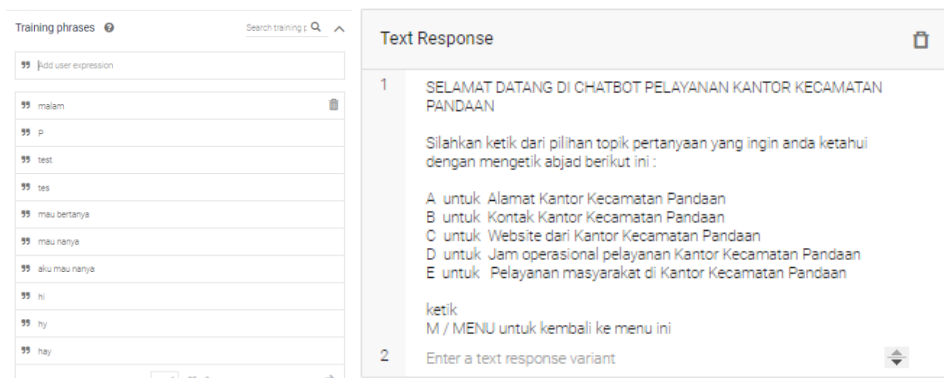 Training phrases
Search training p
Add user expression
malam
P
test
tes
mau bertanya
mau nanya
aku mau nanya
hi
hy
hay
Text Response
1
SELAMAT DATANG DI CHATBOT PELAYANAN KANTOR KECAMATAN
PANDAAN
Silahkan ketik dari pilihan topik pertanyaan yang ingin anda ketahui
dengan mengetik abjad berikut ini :
A untuk Alamat Kantor Kecamatan Pandaan
B untuk Kontak Kantor Kecamatan Pandaan
C untuk Website dari Kantor Kecamatan Pandaan
D untuk Jam operasional pelayanan Kantor Kecamatan Pandaan
E untuk Pelayanan masyarakat di Kantor Kecamatan Pandaan
ketik
M / MENU untuk kembali ke menu ini
2 Enter a text response variant